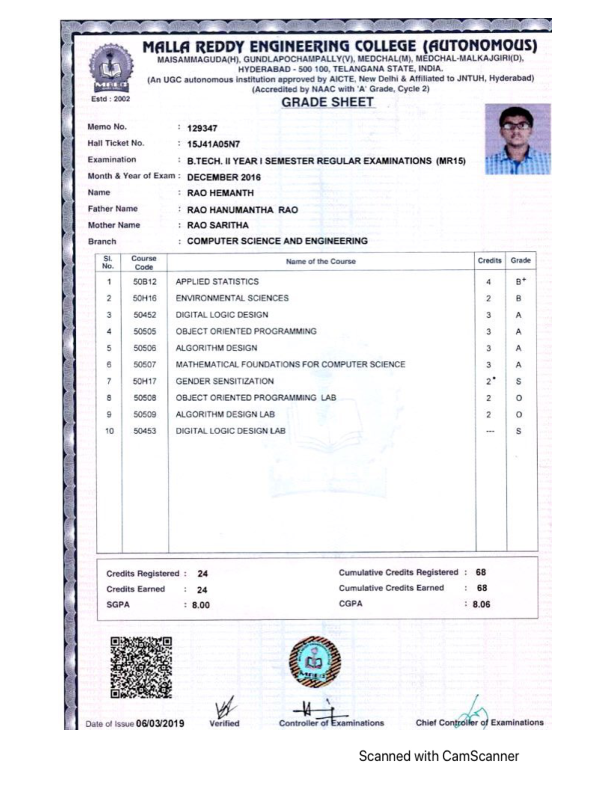 MALLA REDDY ENGINEERING COLLEGE (AUTONOMOUS)
MAISAMMAGUDA(H), GUNDLAPOCHAMPALLY(V), MEDCHAL(M), MEDCHAL-MALKAJGIRI(D),
HYDERABAD - 500 100, TELANGANA STATE, INDIA.
(An UGC autonomous institution approved by AICTE, New Delhi & Affiliated to JNTUH, Hyderabad)
(Accredited by NAAC with 'A' Grade, Cycle 2)
Estd : 2002
GRADE SHEET
Memo No. : 129347
Hall Ticket No. : 15J41A05N7
Examination : B.TECH. II YEAR I SEMESTER REGULAR EXAMINATIONS (MR15)
Month & Year of Exam : DECEMBER 2016
Name : RAO HEMANTH
Father Name : RAO HANUMANTHA RAO
Mother Name : RAO SARITHA
Branch : COMPUTER SCIENCE AND ENGINEERING
Sl. No. Course Code Name of the Course Credits Grade
1 50B12 APPLIED STATISTICS 4 B+
2 50H16 ENVIRONMENTAL SCIENCES 2 B
3 50452 DIGITAL LOGIC DESIGN 3 A
4 50505 OBJECT ORIENTED PROGRAMMING 3 A
5 50506 ALGORITHM DESIGN 3 A
6 50507 MATHEMATICAL FOUNDATIONS FOR COMPUTER SCIENCE 3 A
7 50H17 GENDER SENSITIZATION 2* S
8 50508 OBJECT ORIENTED PROGRAMMING LAB 2 O
9 50509 ALGORITHM DESIGN LAB 2 O
10 50453 DIGITAL LOGIC DESIGN LAB --- S
Credits Registered : 24 Cumulative Credits Registered : 68
Credits Earned : 24 Cumulative Credits Earned : 68
SGPA : 8.00 CGPA : 8.06
Date of Issue 06/03/2019 Verified Controller of Examinations Chief Controller of Examinations
Scanned with CamScanner